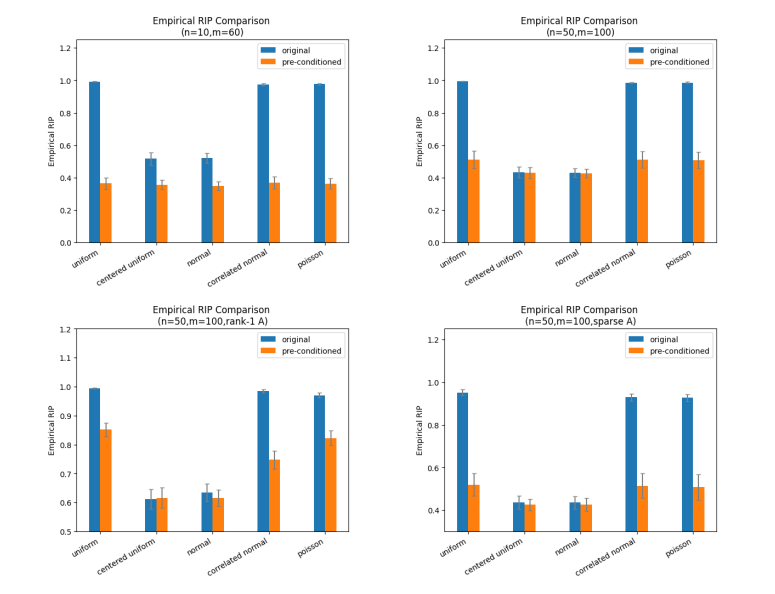 Empirical RIP Comparison
(n=10,m=60)
Empirical RIP
1.2
1.0
0.8
0.6
0.4
0.2
0.0
original
pre-conditioned
uniform
centered uniform
normal
correlated normal
poisson
Empirical RIP Comparison
(n=50,m=100)
Empirical RIP
1.2
1.0
0.8
0.6
0.4
0.2
0.0
original
pre-conditioned
uniform
centered uniform
normal
correlated normal
poisson
Empirical RIP Comparison
(n=50,m=100,rank-1 A)
Empirical RIP
1.2
1.1
1.0
0.9
0.8
0.7
0.6
0.5
original
pre-conditioned
uniform
centered uniform
normal
correlated normal
poisson
Empirical RIP Comparison
(n=50,m=100,sparse A)
Empirical RIP
1.2
1.0
0.8
0.6
0.4
original
pre-conditioned
uniform
centered uniform
normal
correlated normal
poisson